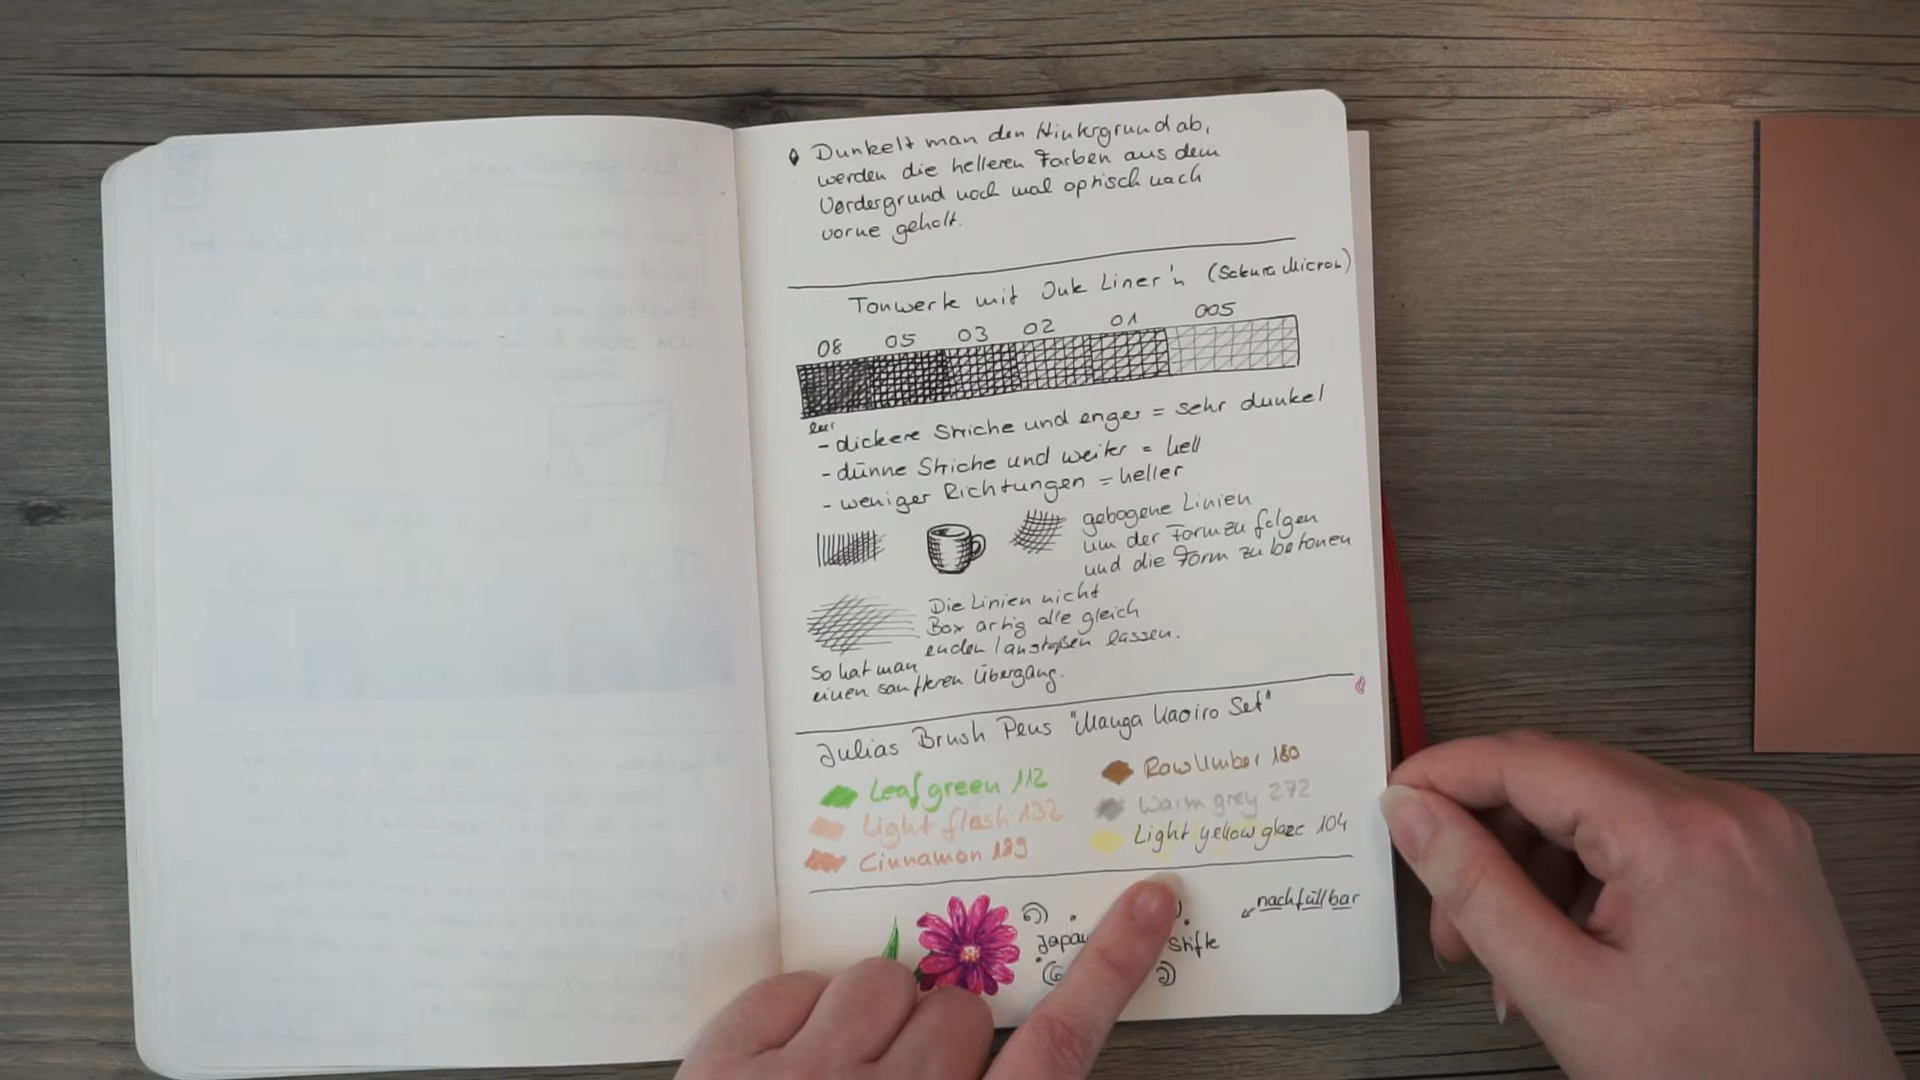 Dunkelt man den Hintergrund ab,
werden die helleren Farben aus dem
Vordergrund noch mal optisch nach
vorne geholt.
Tonwerk mit Ink Liner'n (Sakura Micron)
08 05 03 02 01 005
- dickere Striche und enger = sehr dunkel
- dünne Striche und weiter = hell
- weniger Richtungen = heller
gebogene Linien
um der Form zu folgen
und die Form zu betonen
Die Linien nicht
Box artig alle gleich
enden / anstoßen lassen.
So hat man
einen sanfteren Übergang.
Julias Brush Pens "Manga Kaoiro Set"
Leaf green 112
Light flesh 132
Cinnamon 189
Raw Umber 180
Warm grey 272
Light yellow glaze 104
nachfüllbar
Japan
Stifte